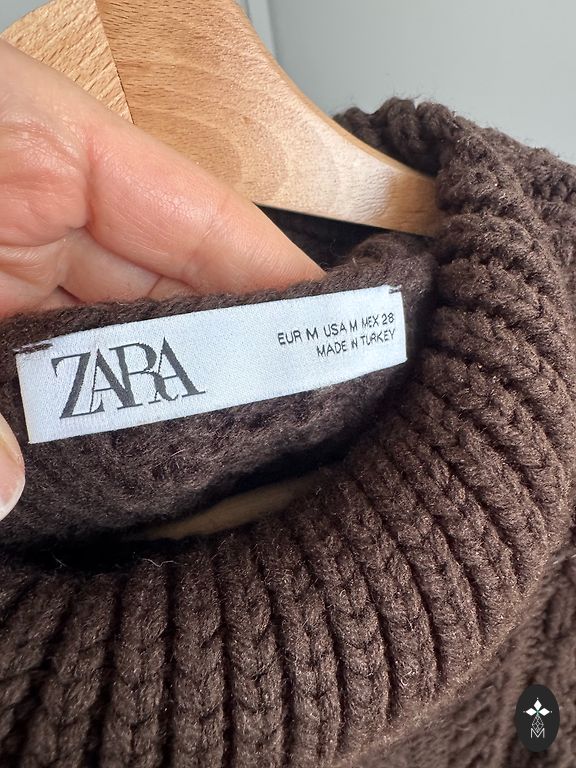 ZARA
EUR M USA M MEX 28
MADE IN TURKEY
M